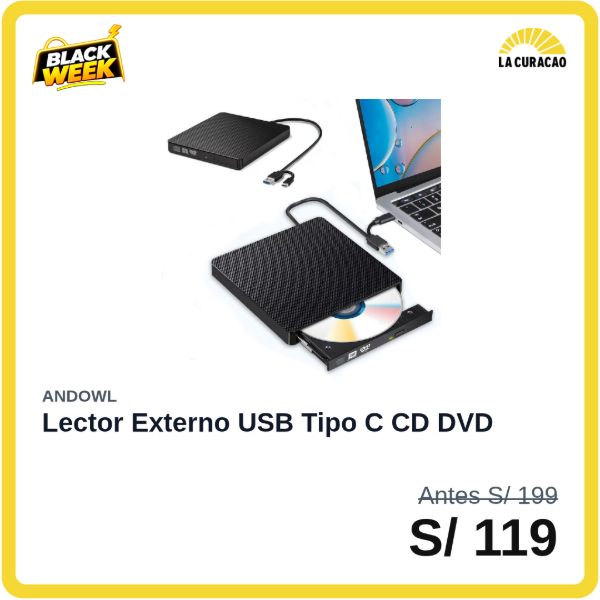 BLACK
WEEK
LA CURACAO
ANDOWL
Lector Externo USB Tipo C CD DVD
Antes S/ 199
S/ 119